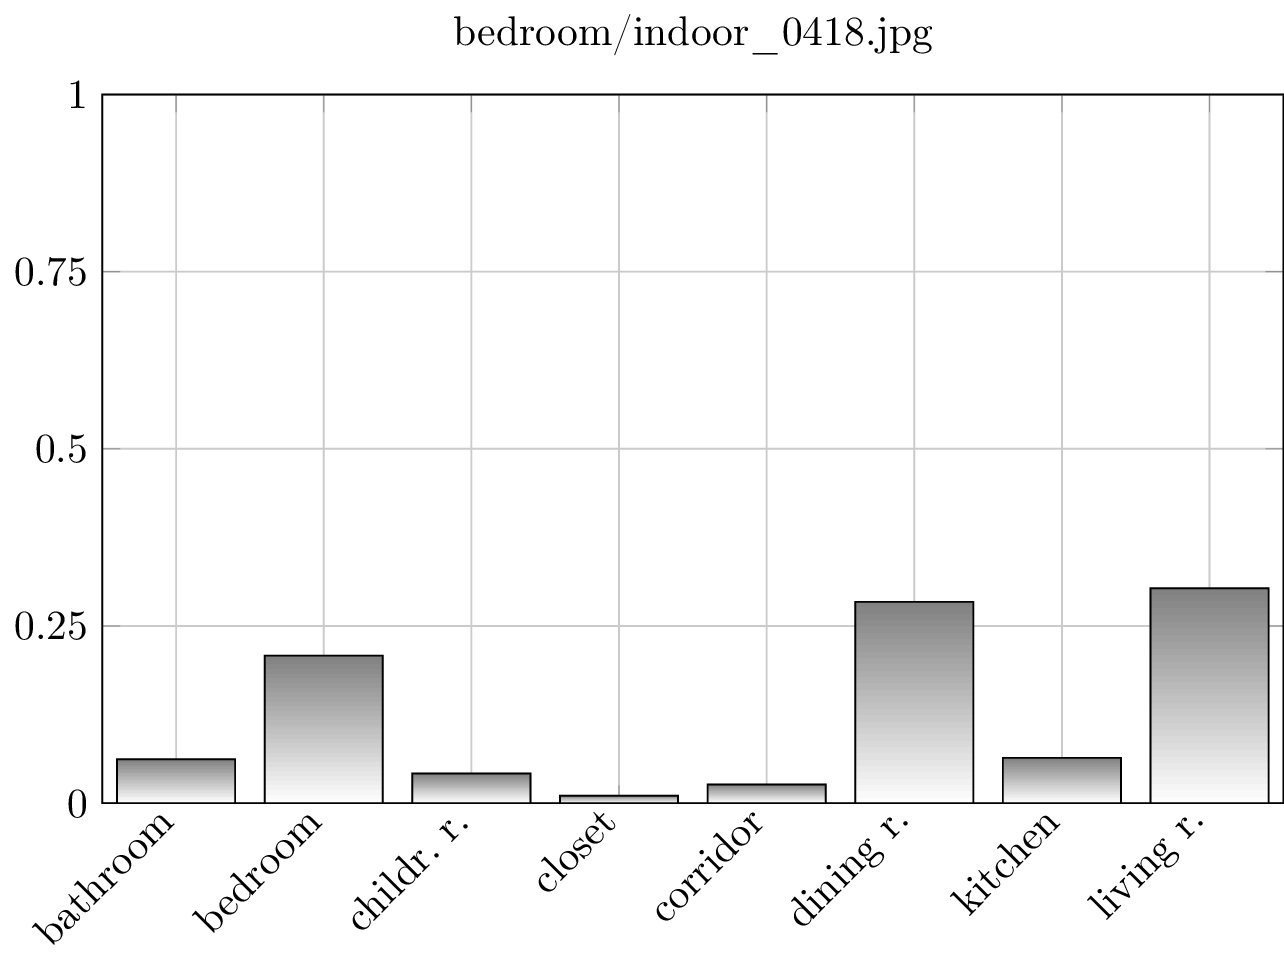 bedroom/indoor_0418.jpg
1
0.75
0.5
0.25
0
bathroom
bedroom
childr. r.
closet
corridor
dining r.
kitchen
living r.